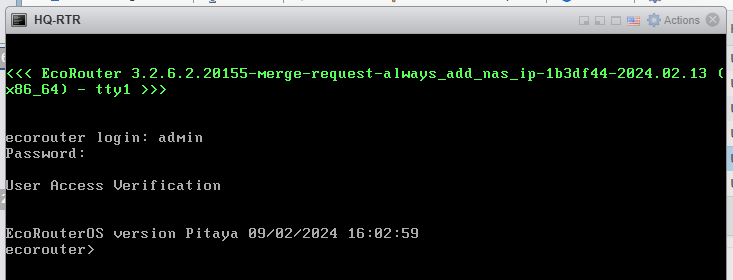 HQ-RTR
Actions
<<< EcoRouter 3.2.6.2.20155-merge-request-always_add_nas_ip-1b3df44-2024.02.13 (
x86_64) - tty1 >>>
ecorouter login: admin
Password:
User Access Verification
EcoRouterOS version Pitaya 09/02/2024 16:02:59
ecorouter>